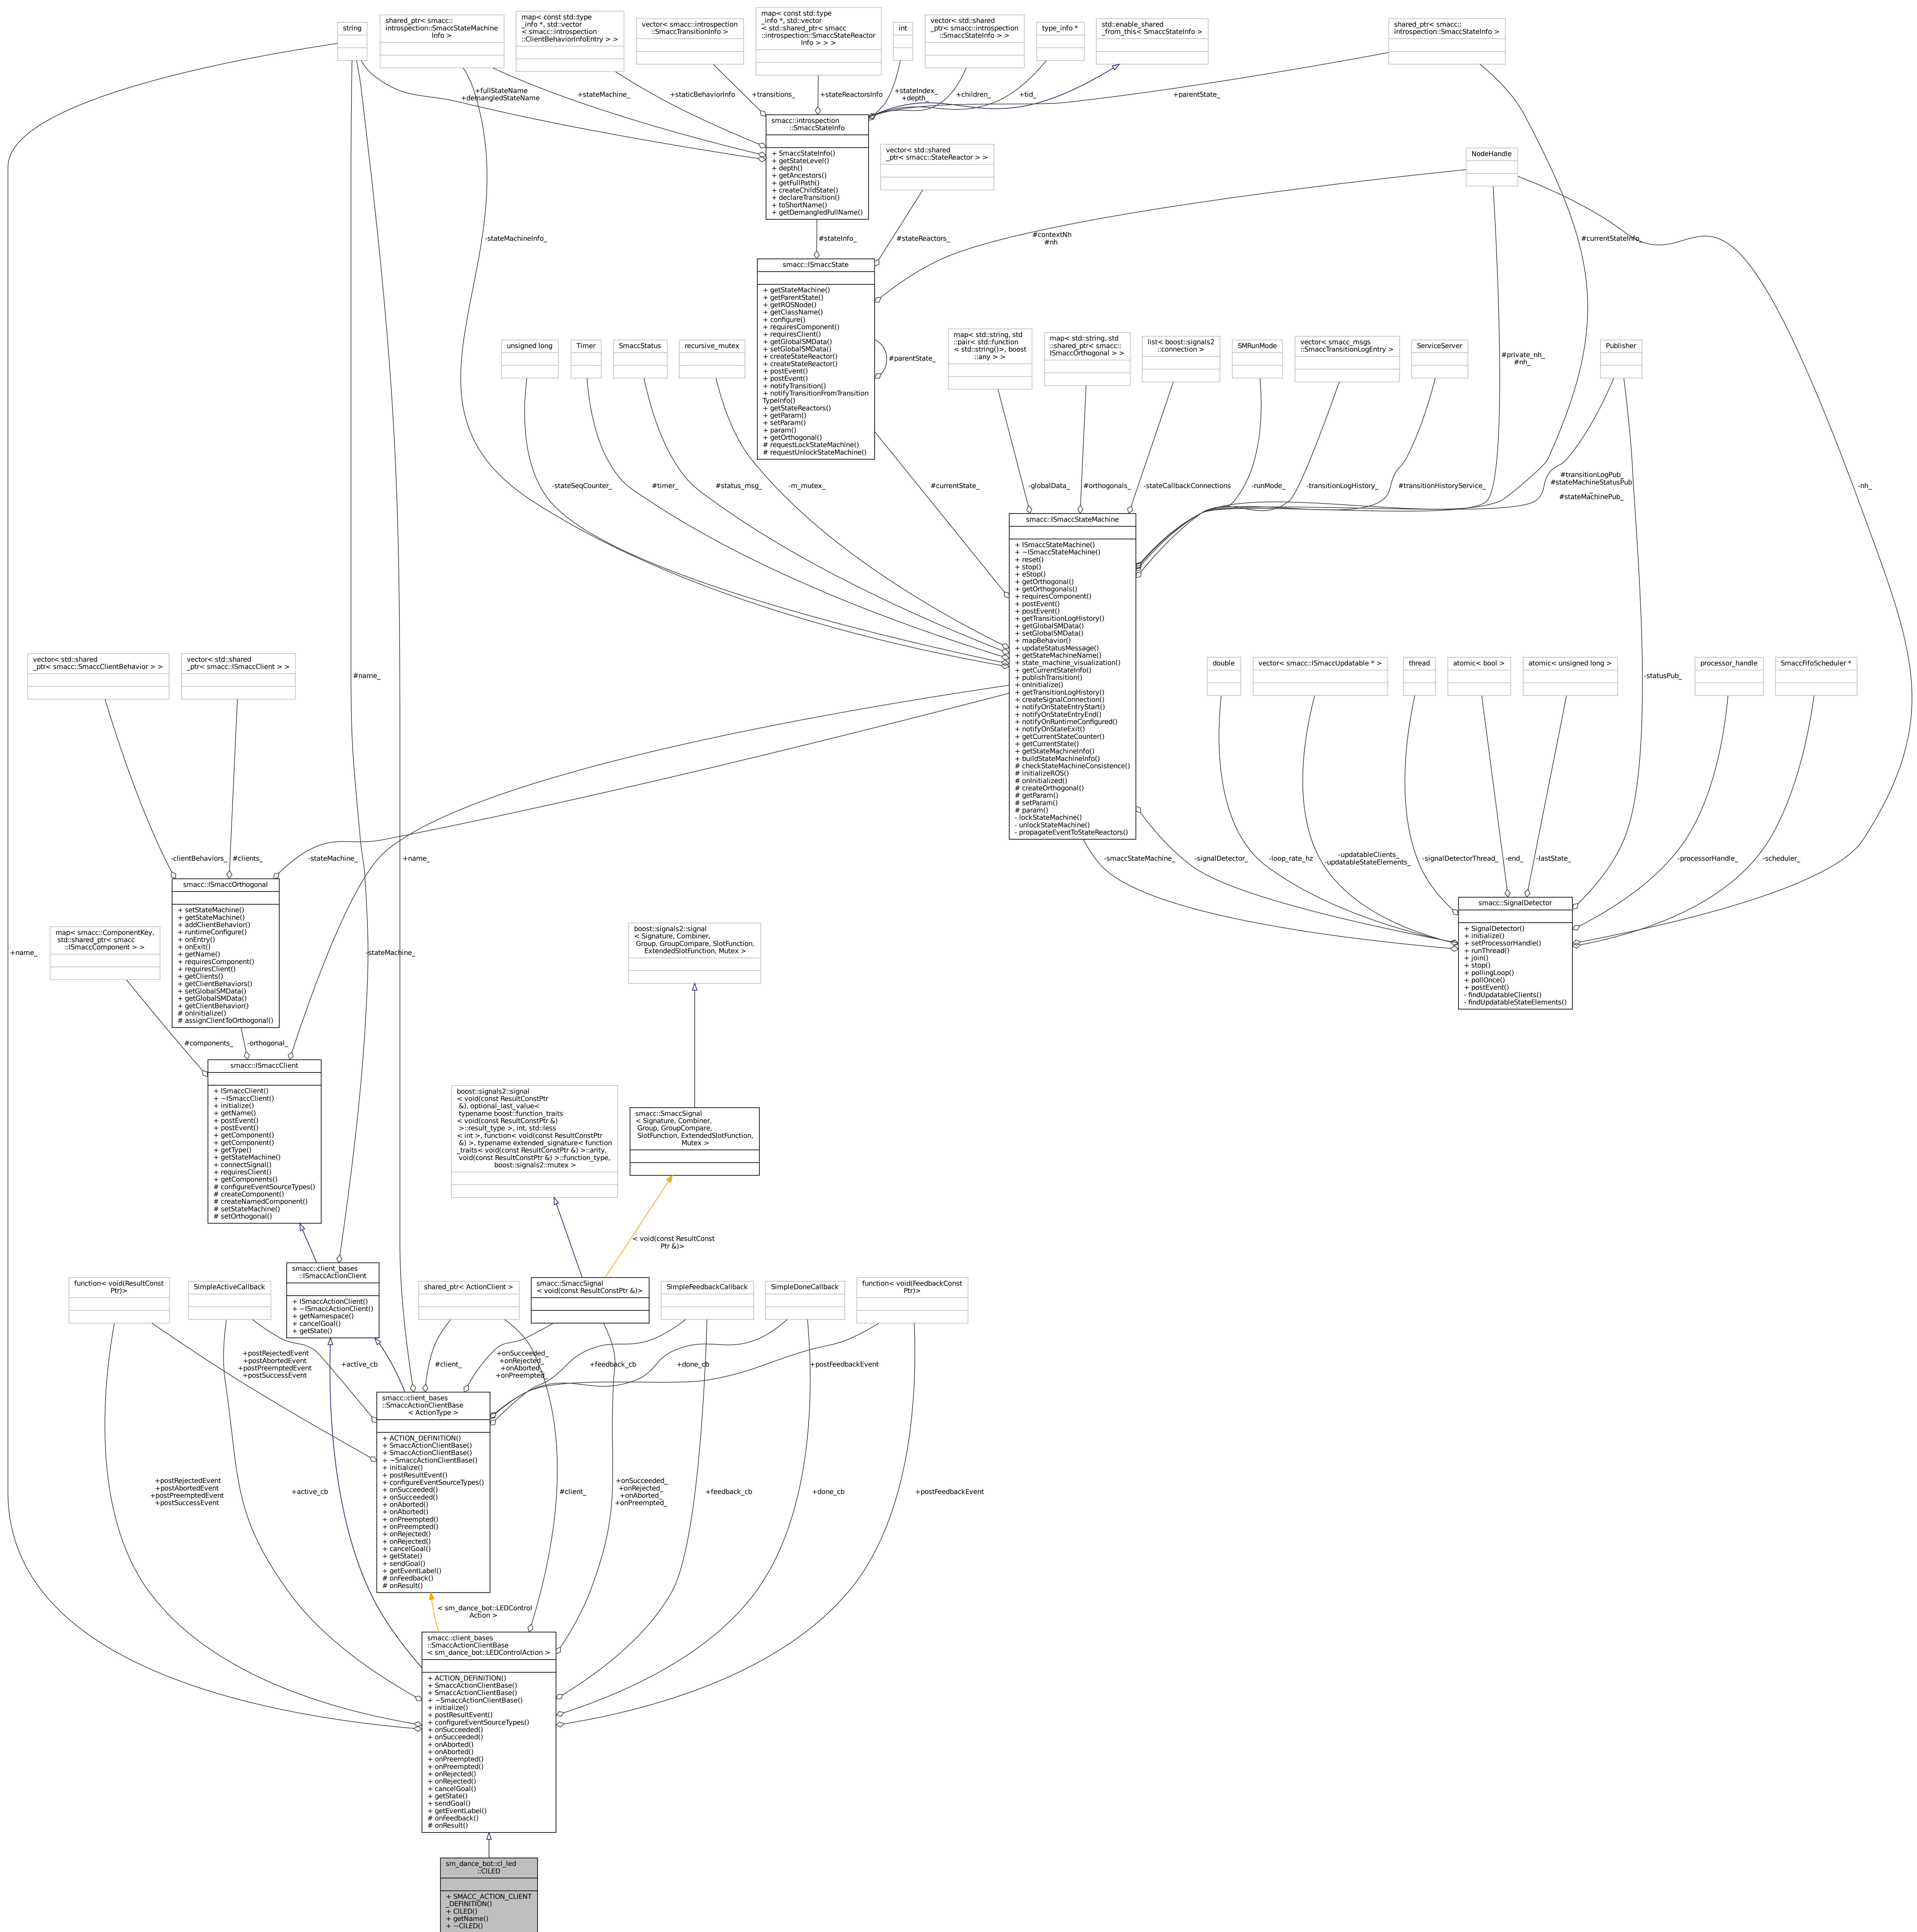 string
shared_ptr< smacc::
introspection::SmaccStateMachine
Info >
map< const std::type
_info *, std::vector
< smacc::introspection
::ClientBehaviorInfoEntry > >
vector< smacc::introspection
::SmaccTransitionInfo >
map< const std::type
_info *, std::vector
< std::shared_ptr< smacc
::introspection::SmaccStateReactor
Info > > >
int
vector< std::shared
_ptr< smacc::introspection
::SmaccStateInfo > >
type_info *
std::enable_shared
_from_this< SmaccStateInfo >
shared_ptr< smacc::
introspection::SmaccStateInfo >
+fullStateName
+demangledStateName
+stateMachine_
+staticBehaviorInfo
+transitions_
+stateReactorsInfo
+stateIndex_
+depth_
+children_
+tid_
+parentState_
smacc::introspection
::SmaccStateInfo
+ SmaccStateInfo()
+ getStateLevel()
+ depth()
+ getAncestors()
+ getFullPath()
+ createChildState()
+ declareTransition()
+ toShortName()
+ getDemangledFullName()
vector< std::shared
_ptr< smacc::StateReactor > >
NodeHandle
-stateMachineInfo_
#stateInfo_
#stateReactors_
#contextNh
#nh
#currentStateInfo_
smacc::ISmaccState
+ getStateMachine()
+ getParentState()
+ getROSNode()
+ getClassName()
+ configure()
+ requiresComponent()
+ requiresClient()
+ getGlobalSMData()
+ setGlobalSMData()
+ createStateReactor()
+ createStateReactor()
+ postEvent()
+ postEvent()
+ notifyTransition()
+ notifyTransitionFromTransition
TypeInfo()
+ getStateReactors()
+ getParam()
+ setParam()
+ param()
+ getOrthogonal()
# requestLockStateMachine()
# requestUnlockStateMachine()
#parentState_
unsigned long
Timer
SmaccStatus
recursive_mutex
map< std::string, std
::pair< std::function
< std::string()>, boost
::any > >
map< std::string, std
::shared_ptr< smacc::
ISmaccOrthogonal > >
list< boost::signals2
::connection >
SMRunMode
vector< smacc_msgs
::SmaccTransitionLogEntry >
ServiceServer
#private_nh_
#nh_
Publisher
-stateSeqCounter_
#timer_
#status_msg_
-m_mutex_
#currentState_
-globalData_
#orthogonals_
-stateCallbackConnections
-runMode_
-transitionLogHistory_
#transitionHistoryService_
#transitionLogPub_
#stateMachineStatusPub
_
#stateMachinePub_
-nh_
smacc::ISmaccStateMachine
+ ISmaccStateMachine()
+ ~ISmaccStateMachine()
+ reset()
+ stop()
+ eStop()
+ getOrthogonal()
+ getOrthogonals()
+ requiresComponent()
+ postEvent()
+ postEvent()
+ getTransitionLogHistory()
+ getGlobalSMData()
+ setGlobalSMData()
+ mapBehavior()
+ updateStatusMessage()
+ getStateMachineName()
+ state_machine_visualization()
+ getCurrentStateInfo()
+ publishTransition()
+ onInitialize()
+ getTransitionLogHistory()
+ createSignalConnection()
+ notifyOnStateEntryStart()
+ notifyOnStateEntryEnd()
+ notifyOnRuntimeConfigured()
+ notifyOnStateExit()
+ getCurrentStateCounter()
+ getCurrentState()
+ getStateMachineInfo()
+ buildStateMachineInfo()
# checkStateMachineConsistence()
# initializeROS()
# onInitialized()
# createOrthogonal()
# getParam()
# setParam()
# param()
- lockStateMachine()
- unlockStateMachine()
- propagateEventToStateReactors()
vector< std::shared
_ptr< smacc::SmaccClientBehavior > >
vector< std::shared
_ptr< smacc::ISmaccClient > >
#name_
double
vector< smacc::ISmaccUpdatable * >
thread
atomic< bool >
atomic< unsigned long >
-statusPub_
processor_handle
SmaccFifoScheduler *
-clientBehaviors_
#clients_
-stateMachine_
+name_
-smaccStateMachine_
-signalDetector_
-loop_rate_hz
-updatableClients_
-updatableStateElements_
-signalDetectorThread_
-end_
-lastState_
-processorHandle_
-scheduler_
smacc::ISmaccOrthogonal
+ setStateMachine()
+ getStateMachine()
+ addClientBehavior()
+ runtimeConfigure()
+ onEntry()
+ onExit()
+ getName()
+ requiresComponent()
+ requiresClient()
+ getClients()
+ getClientBehaviors()
+ setGlobalSMData()
+ getGlobalSMData()
+ getClientBehavior()
# onInitialize()
# assignClientToOrthogonal()
smacc::SignalDetector
+ SignalDetector()
+ initialize()
+ setProcessorHandle()
+ runThread()
+ join()
+ stop()
+ pollingLoop()
+ pollOnce()
+ postEvent()
- findUpdatableClients()
- findUpdatableStateElements()
map< smacc::ComponentKey,
std::shared_ptr< smacc
::ISmaccComponent > >
+name_
-stateMachine_
boost::signals2::signal
< Signature, Combiner,
Group, GroupCompare, SlotFunction,
ExtendedSlotFunction, Mutex >
#components_
-orthogonal_
smacc::ISmaccClient
+ ISmaccClient()
+ ~ISmaccClient()
+ initialize()
+ getName()
+ postEvent()
+ postEvent()
+ getComponent()
+ getComponent()
+ getType()
+ getStateMachine()
+ connectSignal()
+ requiresClient()
+ getComponents()
# configureEventSourceTypes()
# createComponent()
# createNamedComponent()
# setStateMachine()
# setOrthogonal()
boost::signals2::signal
< void(const ResultConstPtr
&), optional_last_value<
typename boost::function_traits
< void(const ResultConstPtr &)
>::result_type >, int, std::less
< int >, function< void(const ResultConstPtr
&) >, typename extended_signature< function
_traits< void(const ResultConstPtr &) >::arity,
void(const ResultConstPtr &) >::function_type,
boost::signals2::mutex >
smacc::SmaccSignal
< Signature, Combiner,
Group, GroupCompare,
SlotFunction, ExtendedSlotFunction,
Mutex >
< void(const ResultConst
Ptr &)>
function< void(ResultConst
Ptr)>
SimpleActiveCallback
smacc::client_bases
::ISmaccActionClient
+ ISmaccActionClient()
+ ~ISmaccActionClient()
+ getNamespace()
+ cancelGoal()
+ getState()
shared_ptr< ActionClient >
smacc::SmaccSignal
< void(const ResultConstPtr &)>
SimpleFeedbackCallback
SimpleDoneCallback
function< void(FeedbackConst
Ptr)>
+postRejectedEvent
+postAbortedEvent
+postPreemptedEvent
+postSuccessEvent
+active_cb
#client_
+onSucceeded_
+onRejected_
+onAborted_
+onPreempted_
+feedback_cb
+done_cb
+postFeedbackEvent
smacc::client_bases
::SmaccActionClientBase
< ActionType >
+ ACTION_DEFINITION()
+ SmaccActionClientBase()
+ SmaccActionClientBase()
+ ~SmaccActionClientBase()
+ initialize()
+ postResultEvent()
+ configureEventSourceTypes()
+ onSucceeded()
+ onSucceeded()
+ onAborted()
+ onAborted()
+ onPreempted()
+ onPreempted()
+ onRejected()
+ onRejected()
+ cancelGoal()
+ getState()
+ sendGoal()
+ getEventLabel()
# onFeedback()
# onResult()
+postRejectedEvent
+postAbortedEvent
+postPreemptedEvent
+postSuccessEvent
+active_cb
#client_
+onSucceeded_
+onRejected_
+onAborted_
+onPreempted_
+feedback_cb
+done_cb
+postFeedbackEvent
< sm_dance_bot::LEDControl
Action >
smacc::client_bases
::SmaccActionClientBase
< sm_dance_bot::LEDControlAction >
+ ACTION_DEFINITION()
+ SmaccActionClientBase()
+ SmaccActionClientBase()
+ ~SmaccActionClientBase()
+ initialize()
+ postResultEvent()
+ configureEventSourceTypes()
+ onSucceeded()
+ onSucceeded()
+ onAborted()
+ onAborted()
+ onPreempted()
+ onPreempted()
+ onRejected()
+ onRejected()
+ cancelGoal()
+ getState()
+ sendGoal()
+ getEventLabel()
# onFeedback()
# onResult()
sm_dance_bot::cl_led
::ClLED
+ SMACC_ACTION_CLIENT
_DEFINITION()
+ ClLED()
+ getName()
+ ~ClLED()